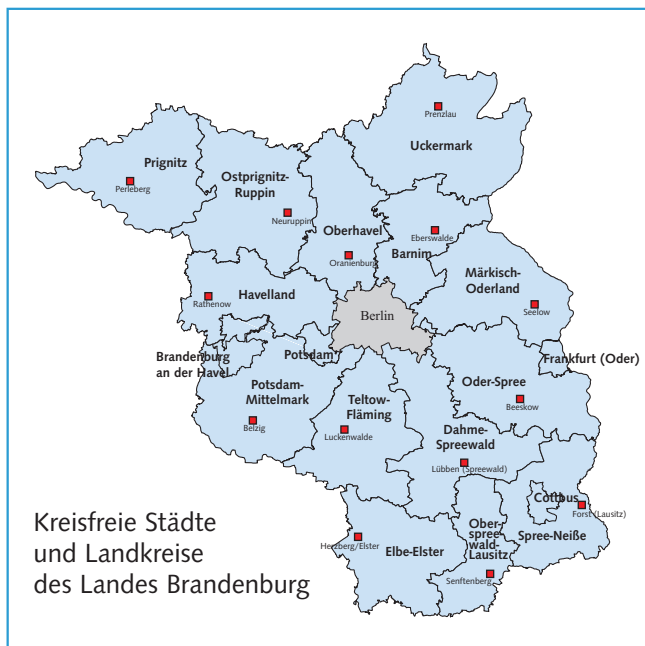 Prenzlau
Uckermark
Prignitz
Perleberg
Ostprignitz-
Ruppin
Neuruppin
Oberhavel
Oranienburg
Eberswalde
Barnim
Märkisch-
Oderland
Seelow
Havelland
Rathenow
Berlin
Brandenburg
an der Havel
Potsdam
Frankfurt (Oder)
Potsdam-
Mittelmark
Belzig
Teltow-
Fläming
Luckenwalde
Oder-Spree
Beeskow
Dahme-
Spreewald
Lübben (Spreewald)
Cottbus
Forst (Lausitz)
Spree-Neiße
Ober-
spree-
wald-
Lausitz
Senftenberg
Herzberg/Elster
Elbe-Elster
Kreisfreie Städte
und Landkreise
des Landes Brandenburg